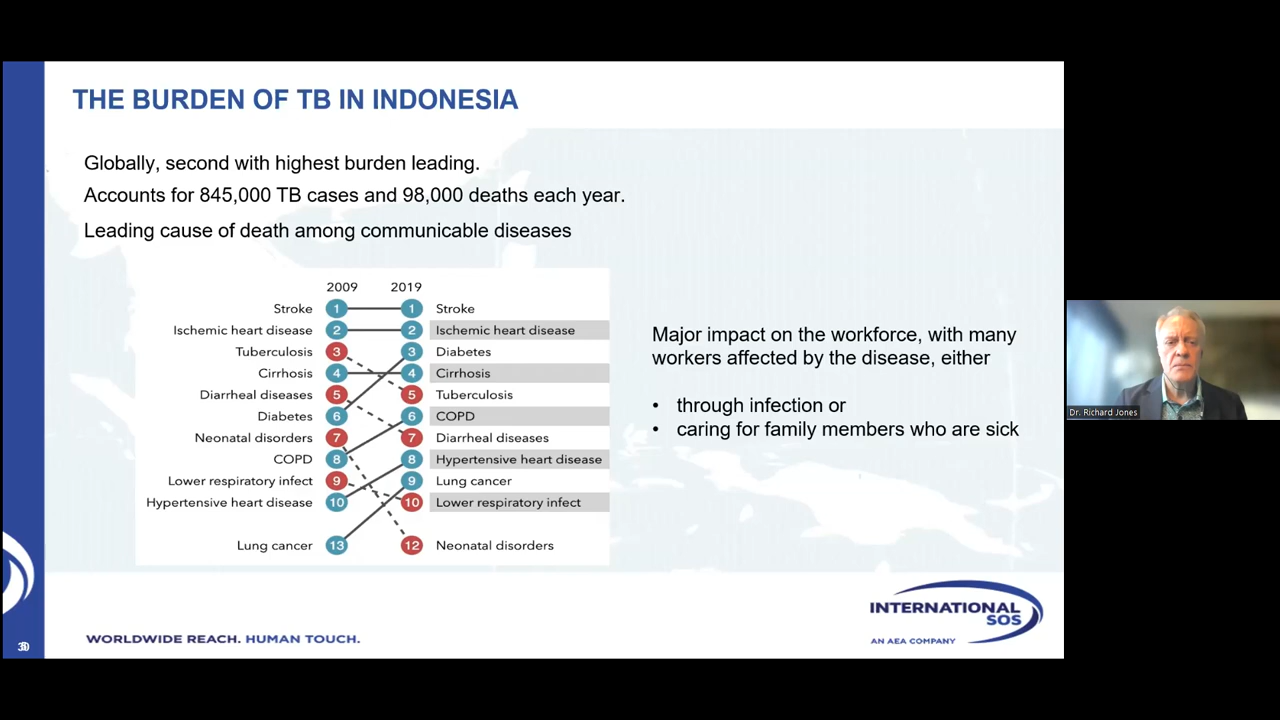 THE BURDEN OF TB IN INDONESIA
Globally, second with highest burden leading.
Accounts for 845,000 TB cases and 98,000 deaths each year.
Leading cause of death among communicable diseases
2009 2019
Stroke 1 1 Stroke
Ischemic heart disease 2 2 Ischemic heart disease
Tuberculosis 3 3 Diabetes
Cirrhosis 4 4 Cirrhosis
Diarrheal diseases 5 5 Tuberculosis
Diabetes 6 6 COPD
Neonatal disorders 7 7 Diarrheal diseases
COPD 8 8 Hypertensive heart disease
Lower respiratory infect 9 9 Lung cancer
Hypertensive heart disease 10 10 Lower respiratory infect
Lung cancer 13 12 Neonatal disorders
Major impact on the workforce, with many
workers affected by the disease, either
• through infection or
• caring for family members who are sick
Dr. Richard Jones
INTERNATIONAL
SOS
AN AEA COMPANY
WORLDWIDE REACH. HUMAN TOUCH.